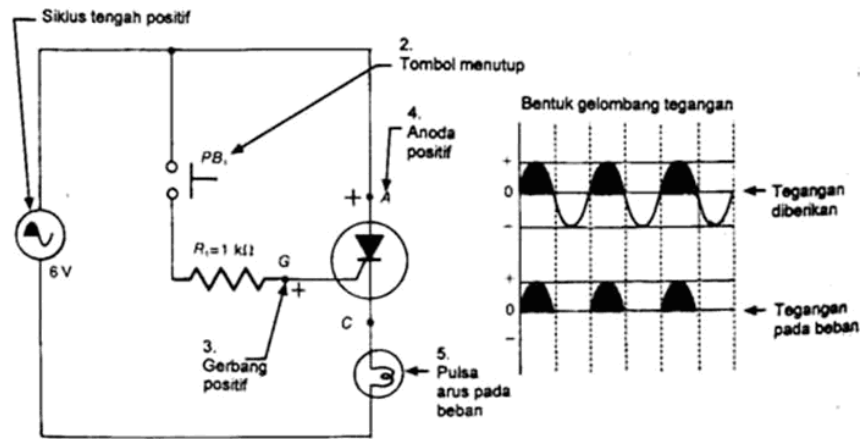 Siklus tengah positif
2.
Tombol menutup
4.
Anoda
positif
PB₁
+ A
6 V
R₁=1 kΩ
G
+
C
3.
Gerbang
positif
5.
Pulsa
arus pada
beban
Bentuk gelombang tegangan
+
0
−
Tegangan
diberikan
+
0
−
Tegangan
pada beban